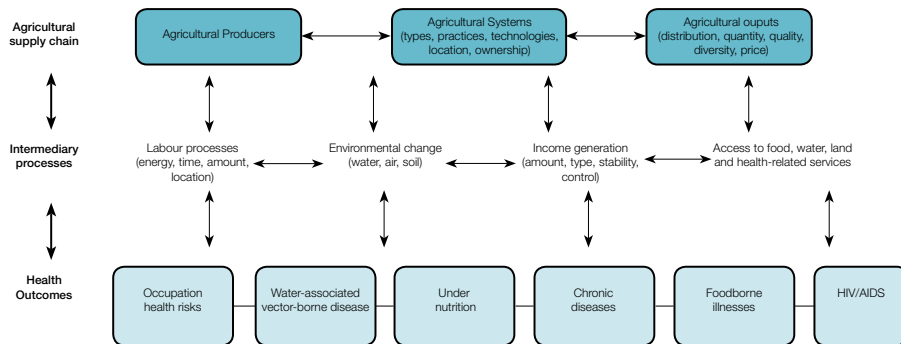 Agricultural
supply chain
Agricultural Producers
Agricultural Systems
(types, practices, technologies,
location, ownership)
Agricultural ouputs
(distribution, quantity, quality,
diversity, price)
Intermediary
processes
Labour processes
(energy, time, amount,
location)
Environmental change
(water, air, soil)
Income generation
(amount, type, stability,
control)
Access to food, water, land
and health-related services
Health
Outcomes
Occupation
health risks
Water-associated
vector-borne disease
Under
nutrition
Chronic
diseases
Foodborne
illnesses
HIV/AIDS